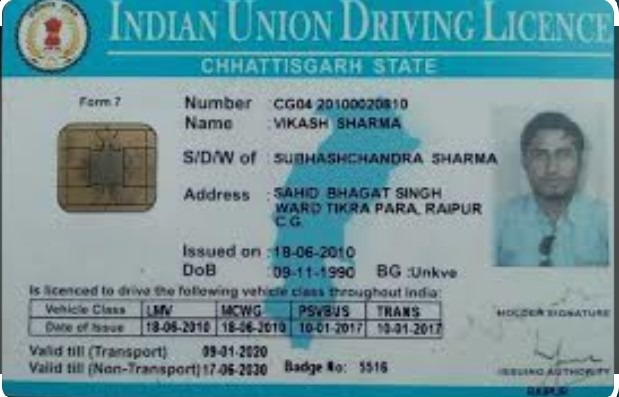 INDIAN UNION DRIVING LICENCE
CHHATTISGARH STATE
Form 7
Number CG04 20100020810
Name : VIKASH SHARMA
S/D/W of : SUBHASHCHANDRA SHARMA
Address : SAHID BHAGAT SINGH
WARD TIKRA PARA, RAIPUR
C.G.
Issued on : 18-06-2010
DoB : 09-11-1990 BG :Unkve
Is licenced to drive the following vehicle class throughout India:
Vehicle Class LMV MCWG PSVBUS TRANS
Date of Issue 18-06-2010 18-06-2010 10-01-2017 10-01-2017
Valid till (Transport) 09-01-2020
Valid till (Non-Transport) 17-06-2030 Badge No: 5516
HOLDER SIGNATURE
ISSUING AUTHORITY
RAIPUR